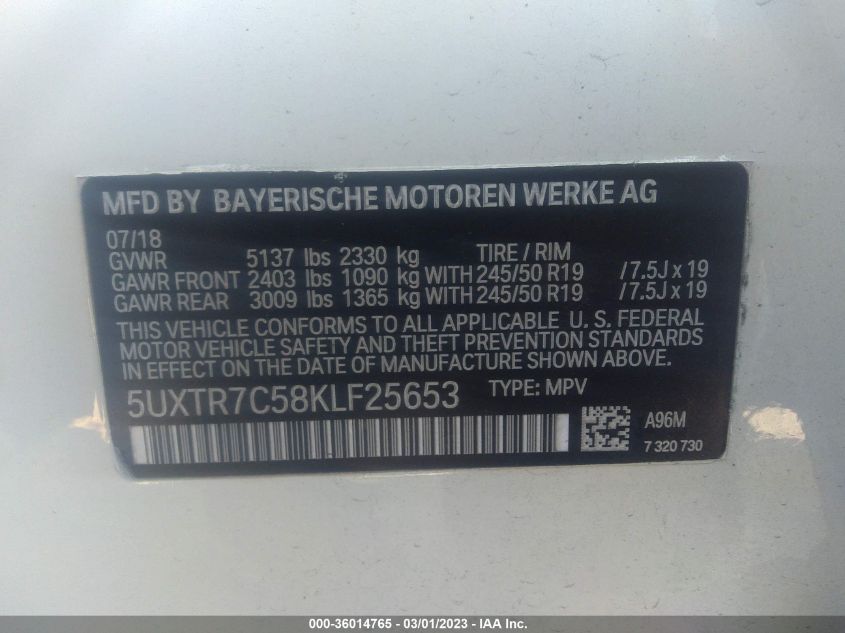 MFD BY BAYERISCHE MOTOREN WERKE AG
07/18
GVWR 5137 lbs 2330 kg TIRE / RIM
GAWR FRONT 2403 lbs 1090 kg WITH 245/50 R19 /7.5J x 19
GAWR REAR 3009 lbs 1365 kg WITH 245/50 R19 /7.5J x 19
THIS VEHICLE CONFORMS TO ALL APPLICABLE U. S. FEDERAL
MOTOR VEHICLE SAFETY AND THEFT PREVENTION STANDARDS
IN EFFECT ON THE DATE OF MANUFACTURE SHOWN ABOVE.
5UXTR7C58KLF25653 TYPE: MPV
A96M
7 320 730
000-36014765 - 03/01/2023 - IAA, Inc.